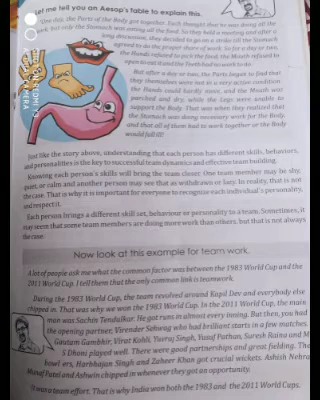 Let me tell you an Aesop's fable to explain this.
"One day, the Parts of the Body got together. Each thought they were doing all the
work, but only the Stomach was eating all the food. So they held a meeting and after a
long discussion, they decided to go on a strike till the Stomach
agreed to do the proper share of work. So for a day or two,
the Hands refused to pick the food, the Mouth refused to
open to eat it and the Teeth had no work to do.
But after a day or two, the Parts began to find that
they themselves were not in a very active condition:
the Hands could hardly move, and the Mouth was
parched and dry, while the Legs were unable to
support the Body. That was when they realized that
the Stomach was doing necessary work for the Body,
and that all of them had to work together or the Body
would fall ill!
Just like the story above, understanding that each person has different skills, behaviors,
and personalities is the key to successful team dynamics and effective team building.
Knowing each person's skills will bring the team closer. One team member may be shy,
quiet, or calm and another person may see that as withdrawn or lazy. In reality, that is not
the case. That is why it is important for everyone to recognize each individual's personality,
and respect it.
Each person brings a different skill set, behaviour or personality to a team. Sometimes, it
may seem that some team members are doing more work than others, but that is not always
the case.
Now look at this example for team work.
A lot of people ask me what the common factor was between the 1983 World Cup and the
2011 World Cup. I tell them that the only common link is teamwork.
During the 1983 World Cup, the team revolved around Kapil Dev and everybody else
chipped in. That was why we won the 1983 World Cup. In the 2011 World Cup, the main
man was Sachin Tendulkar. He got runs in almost every inning. But then, you had
the opening partner, Virender Sehwag who had brilliant starts in a few matches.
Gautam Gambhir, Virat Kohli, Yuvraj Singh, Yusuf Pathan, Suresh Raina and M
S Dhoni played well. There were good partnerships and great fielding. The
bowlers, Harbhajan Singh and Zaheer Khan got crucial wickets. Ashish Nehra,
Munaf Patel and Ashwin chipped in whenever they got an opportunity.
It was a team effort. That is why India won both the 1983 and the 2011 World Cups.